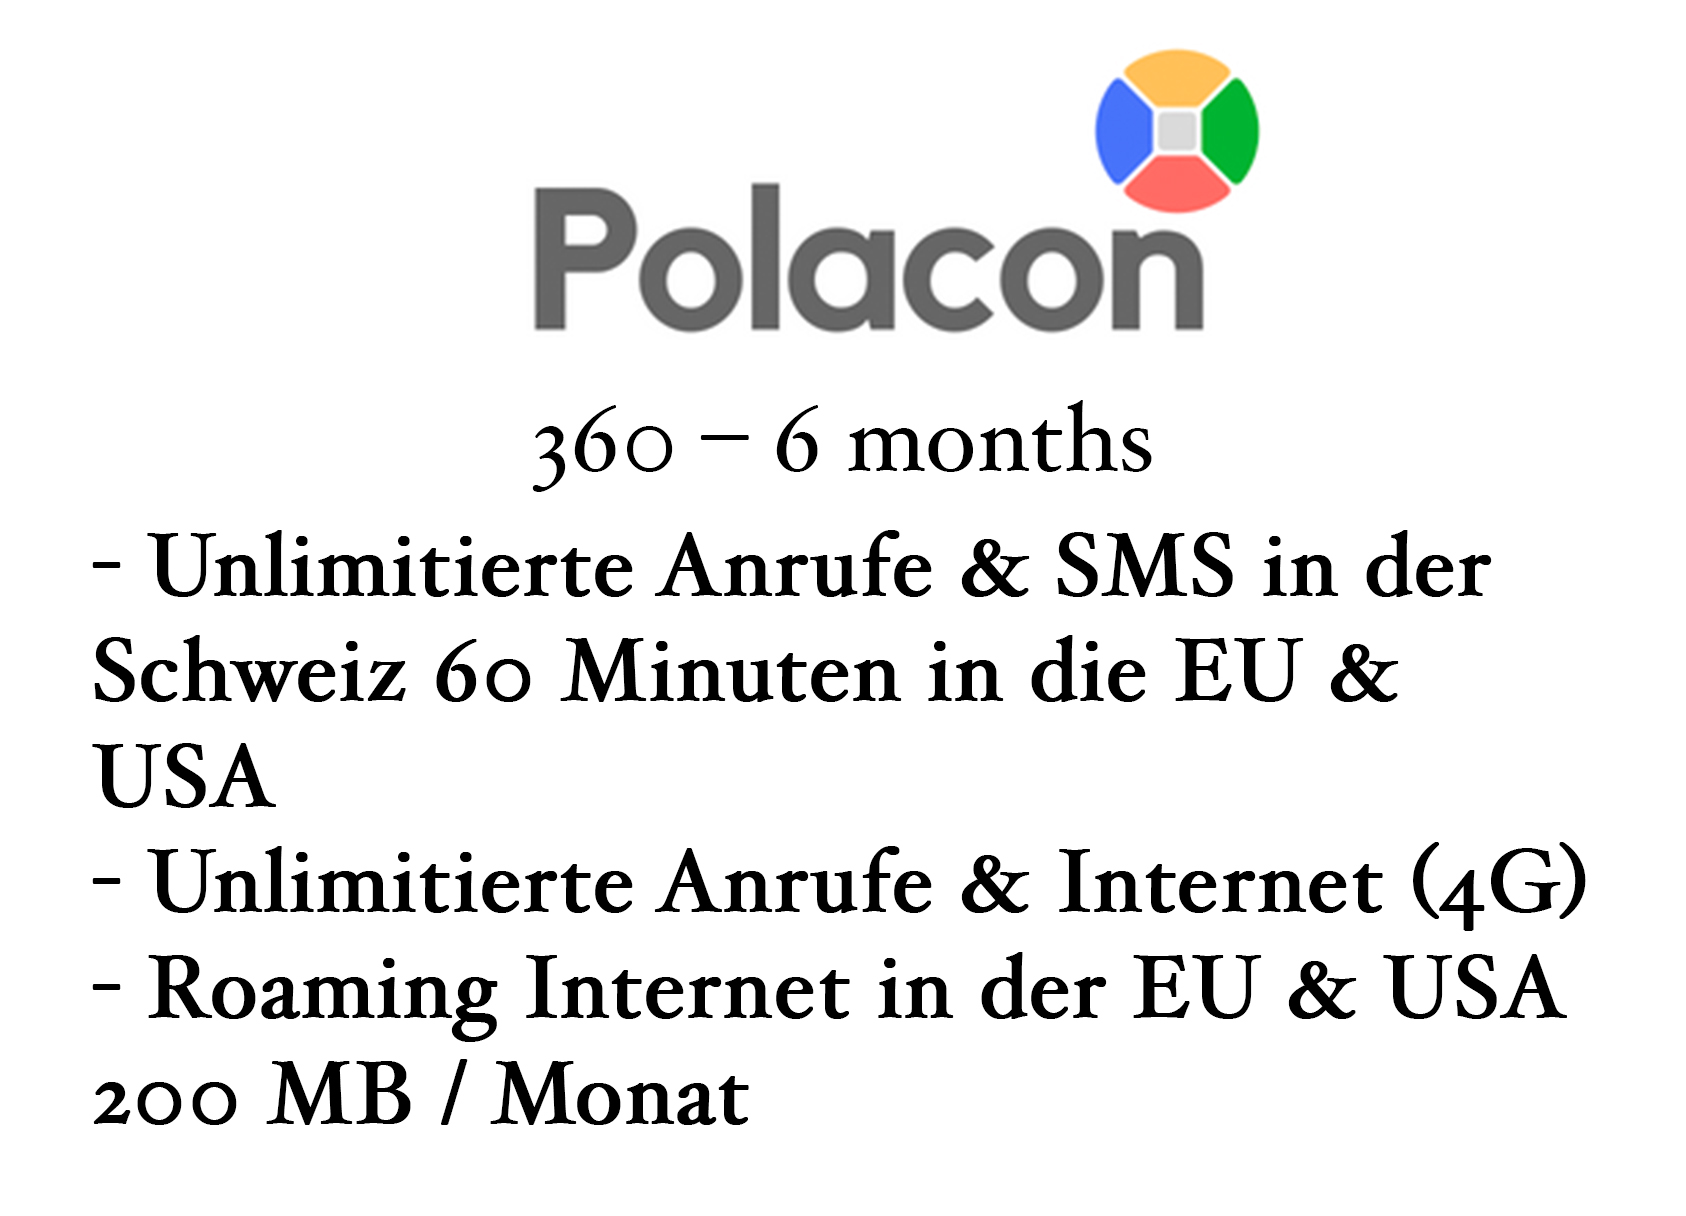 Polacon
360 – 6 months
- Unlimitierte Anrufe & SMS in der
Schweiz 60 Minuten in die EU &
USA
- Unlimitierte Anrufe & Internet (4G)
- Roaming Internet in der EU & USA
200 MB / Monat